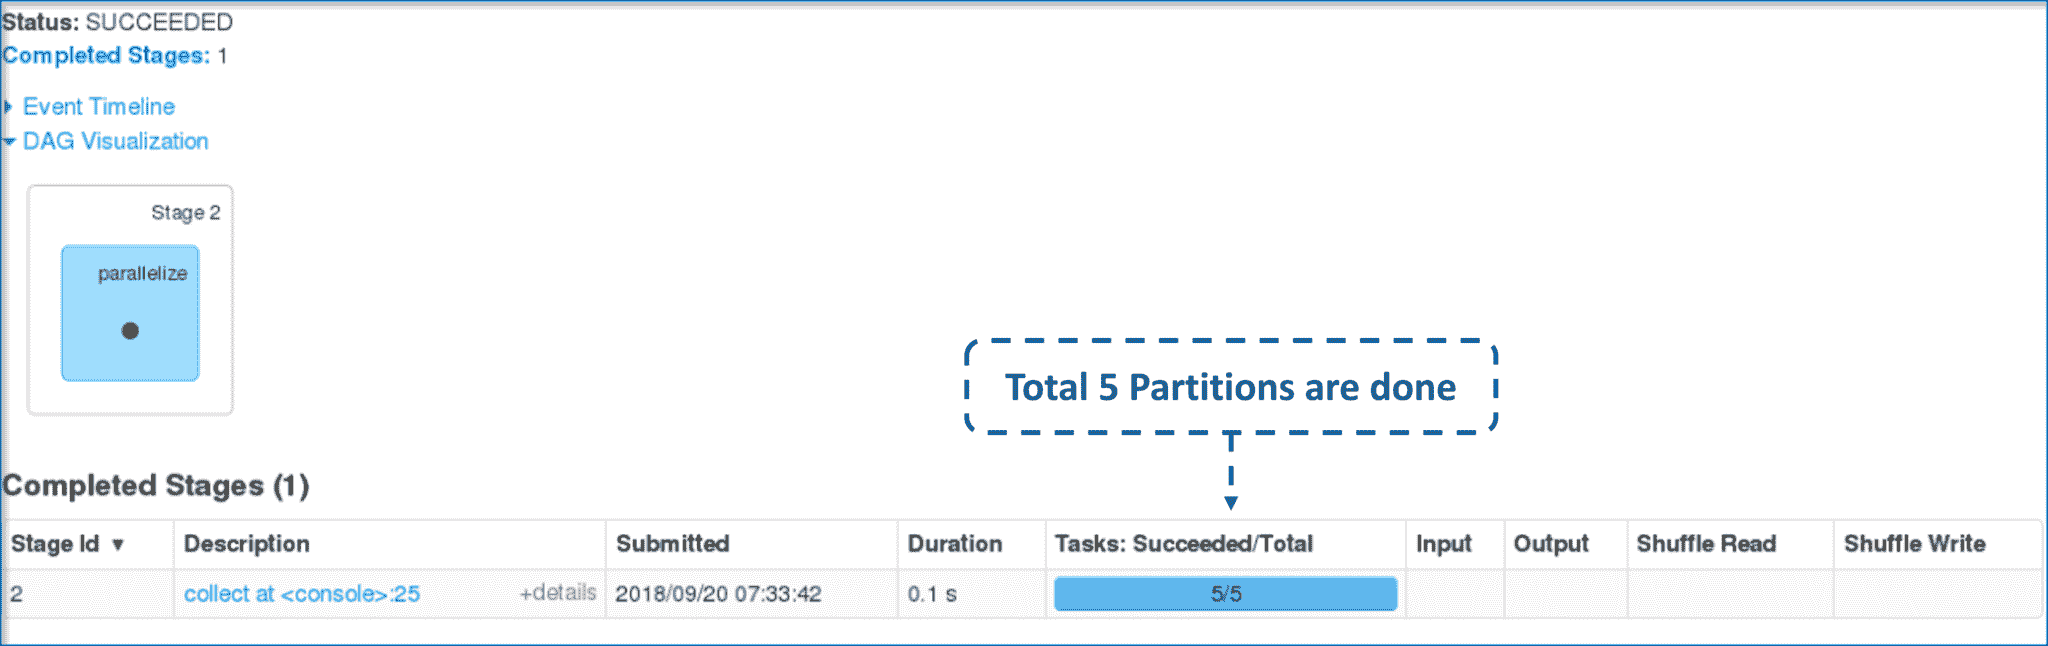 Status: SUCCEEDED
Completed Stages: 1
Event Timeline
DAG Visualization
Stage 2
parallelize
Total 5 Partitions are done
Completed Stages (1)
Stage Id ▼ Description Submitted Duration Tasks: Succeeded/Total Input Output Shuffle Read Shuffle Write
2 collect at <console>:25 +details 2018/09/20 07:33:42 0.1 s 5/5